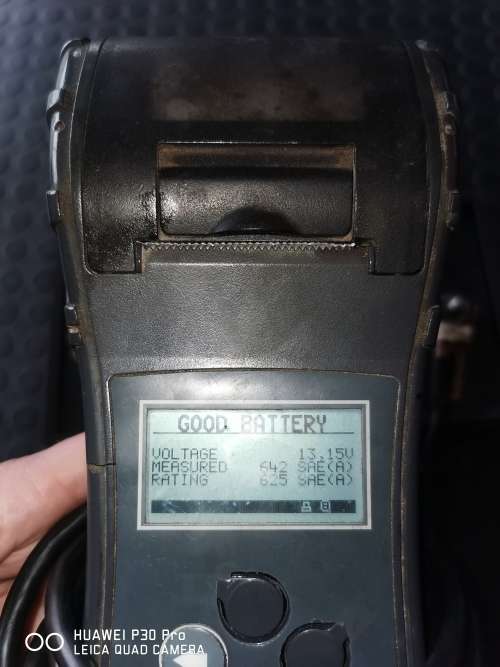 GOOD BATTERY
VOLTAGE 13.15V
MEASURED 642 SAE(A)
RATING 625 SAE(A)
HUAWEI P30 Pro
LEICA QUAD CAMERA